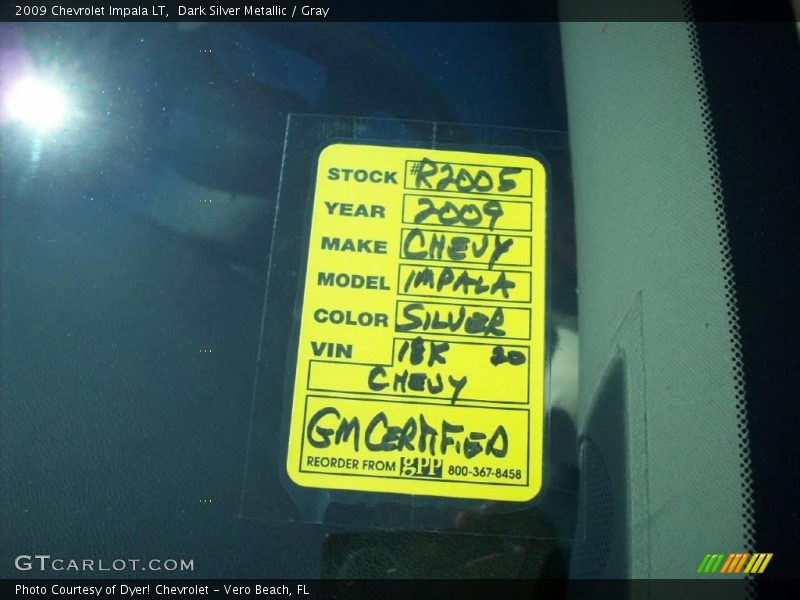 2009 Chevrolet Impala LT, Dark Silver Metallic / Gray
STOCK #R2005
YEAR 2009
MAKE CHEVY
MODEL IMPALA
COLOR SILVER
VIN 18K 20
CHEVY
GM CERTIFIED
REORDER FROM gpp 800-367-8458
GTCARLOT.COM
Photo Courtesy of Dyer! Chevrolet - Vero Beach, FL